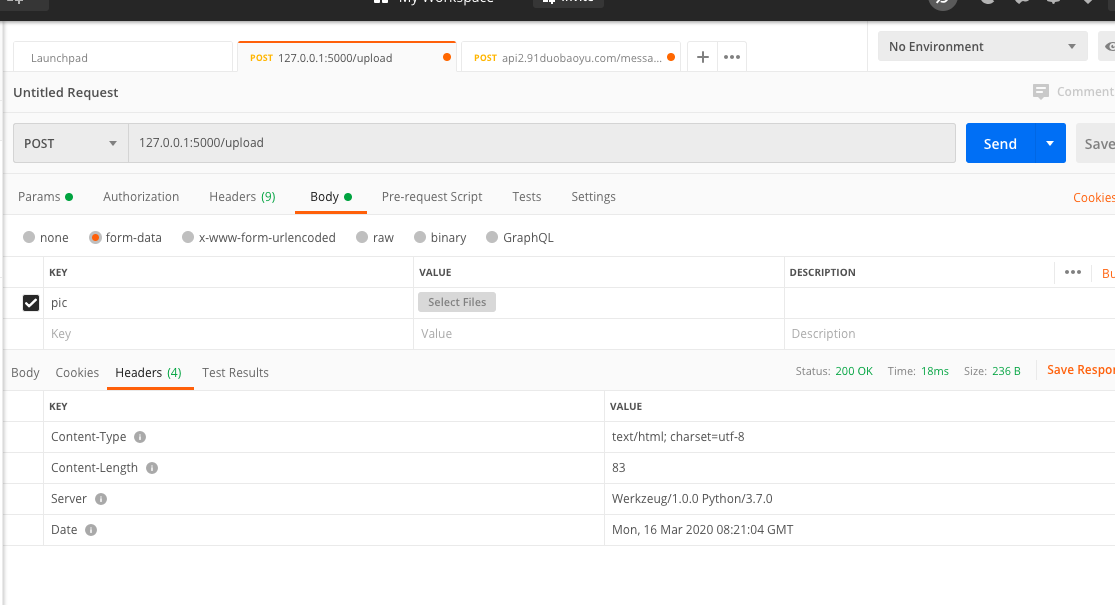 My Workspace Invite
Launchpad POST 127.0.0.1:5000/upload POST api2.91duobaoyu.com/messa... No Environment
Untitled Request Comment
POST 127.0.0.1:5000/upload Send Save
Params Authorization Headers (9) Body Pre-request Script Tests Settings Cookies
none form-data x-www-form-urlencoded raw binary GraphQL
KEY VALUE DESCRIPTION Bu
pic Select Files
Key Value Description
Body Cookies Headers (4) Test Results Status: 200 OK Time: 18ms Size: 236 B Save Respon
KEY VALUE
Content-Type text/html; charset=utf-8
Content-Length 83
Server Werkzeug/1.0.0 Python/3.7.0
Date Mon, 16 Mar 2020 08:21:04 GMT